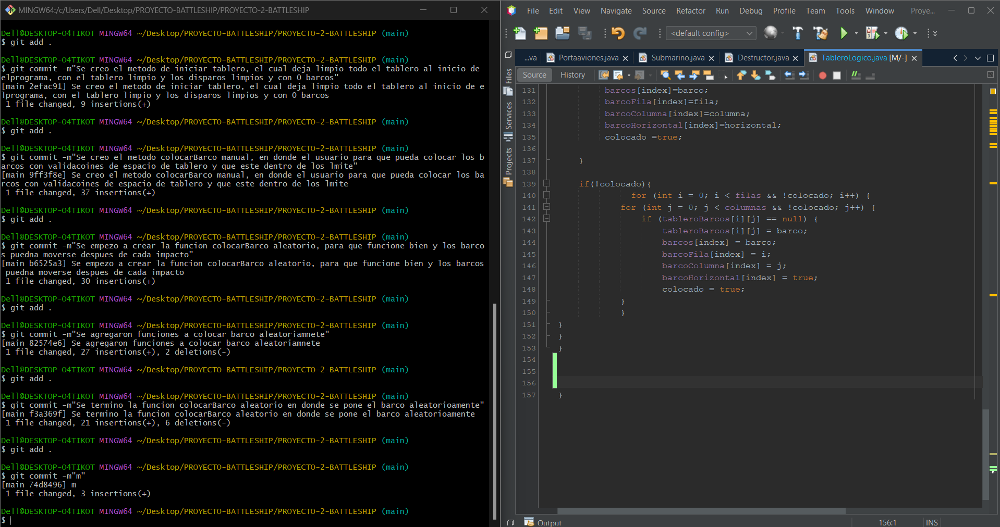 MINGW64:/c/Users/Dell/Desktop/PROYECTO-BATTLESHIP/PROYECTO-2-BATTLESHIP
Dell@DESKTOP-O4TIKOT MINGW64 ~/Desktop/PROYECTO-BATTLESHIP/PROYECTO-2-BATTLESHIP (main)
$ git add .
Dell@DESKTOP-O4TIKOT MINGW64 ~/Desktop/PROYECTO-BATTLESHIP/PROYECTO-2-BATTLESHIP (main)
$ git commit -m"Se creo el metodo de iniciar tablero, el cual deja limpio todo el tablero al inicio de
elprograma, con el tablero limpio y los disparos limpios y con 0 barcos"
[main 2efac91] Se creo el metodo de iniciar tablero, el cual deja limpio todo el tablero al inicio de e
lprograma, con el tablero limpio y los disparos limpios y con 0 barcos
1 file changed, 9 insertions(+)
Dell@DESKTOP-O4TIKOT MINGW64 ~/Desktop/PROYECTO-BATTLESHIP/PROYECTO-2-BATTLESHIP (main)
$ git add .
Dell@DESKTOP-O4TIKOT MINGW64 ~/Desktop/PROYECTO-BATTLESHIP/PROYECTO-2-BATTLESHIP (main)
$ git commit -m"Se creo el metodo colocarBarco manual, en donde el usuario para que pueda colocar los b
arcos con validacoines de espacio de tablero y que este dentro de los lmite"
[main 9ff3f8e] Se creo el metodo colocarBarco manual, en donde el usuario para que pueda colocar los ba
rcos con validacoines de espacio de tablero y que este dentro de los lmite
1 file changed, 37 insertions(+)
Dell@DESKTOP-O4TIKOT MINGW64 ~/Desktop/PROYECTO-BATTLESHIP/PROYECTO-2-BATTLESHIP (main)
$ git add .
Dell@DESKTOP-O4TIKOT MINGW64 ~/Desktop/PROYECTO-BATTLESHIP/PROYECTO-2-BATTLESHIP (main)
$ git commit -m"Se empezo a crear la funcion colocarBarco aleatorio, para que funcione bien y los barco
s puedna moverse despues de cada impacto"
[main b6525a3] Se empezo a crear la funcion colocarBarco aleatorio, para que funcione bien y los barcos
puedna moverse despues de cada impacto
1 file changed, 30 insertions(+)
Dell@DESKTOP-O4TIKOT MINGW64 ~/Desktop/PROYECTO-BATTLESHIP/PROYECTO-2-BATTLESHIP (main)
$ git add .
Dell@DESKTOP-O4TIKOT MINGW64 ~/Desktop/PROYECTO-BATTLESHIP/PROYECTO-2-BATTLESHIP (main)
$ git commit -m"Se agregaron funciones a colocar barco aleatoriamnete"
[main 82574e6] Se agregaron funciones a colocar barco aleatoriamnete
1 file changed, 27 insertions(+), 2 deletions(-)
Dell@DESKTOP-O4TIKOT MINGW64 ~/Desktop/PROYECTO-BATTLESHIP/PROYECTO-2-BATTLESHIP (main)
$ git add .
Dell@DESKTOP-O4TIKOT MINGW64 ~/Desktop/PROYECTO-BATTLESHIP/PROYECTO-2-BATTLESHIP (main)
$ git commit -m"Se termino la funcion colocarBarco aleatorio en donde se pone el barco aleatorioamente"
[main f3a369f] Se termino la funcion colocarBarco aleatorio en donde se pone el barco aleatorioamente
1 file changed, 21 insertions(+), 6 deletions(-)
Dell@DESKTOP-O4TIKOT MINGW64 ~/Desktop/PROYECTO-BATTLESHIP/PROYECTO-2-BATTLESHIP (main)
$ git add .
Dell@DESKTOP-O4TIKOT MINGW64 ~/Desktop/PROYECTO-BATTLESHIP/PROYECTO-2-BATTLESHIP (main)
$ git commit -m"m"
[main 74d8496] m
1 file changed, 3 insertions(+)
Dell@DESKTOP-O4TIKOT MINGW64 ~/Desktop/PROYECTO-BATTLESHIP/PROYECTO-2-BATTLESHIP (main)
$
File Edit View Navigate Source Refactor Run Debug Profile Team Tools Window Proye...
<default config>
...va Portaaviones.java Submarino.java Destructor.java TableroLogico.java [M/-]
Source History
Files
Services
Projects
131 barcos[index]=barco;
132 barcoFila[index]=fila;
133 barcoColumna[index]=columna;
134 barcoHorizontal[index]=horizontal;
135 colocado =true;
136
137 }
138
139 if(!colocado){
140 for (int i = 0; i < filas && !colocado; i++) {
141 for (int j = 0; j < columnas && !colocado; j++) {
142 if (tableroBarcos[i][j] == null) {
143 tableroBarcos[i][j] = barco;
144 barcos[index] = barco;
145 barcoFila[index] = i;
146 barcoColumna[index] = j;
147 barcoHorizontal[index] = true;
148 colocado = true;
149 }
150 }
151 }
152 }
153 }
154
155
156
157 }
Output
156:1 INS